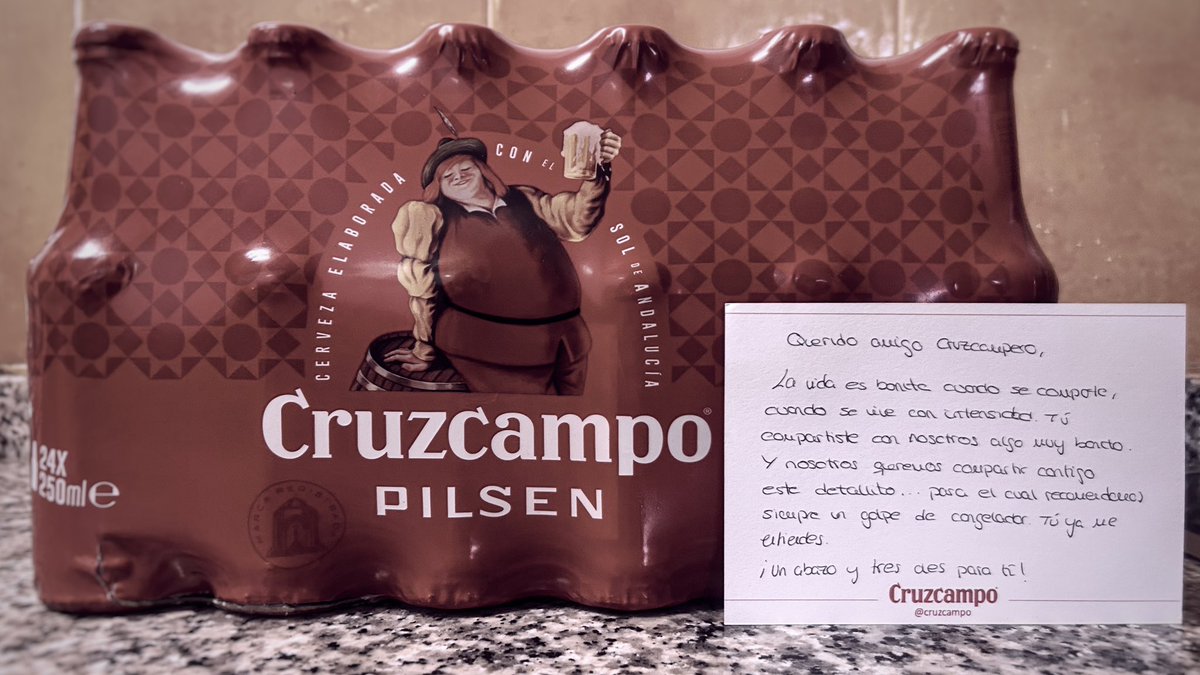 CERVEZA ELABORADA CON EL SOL DE ANDALUCÍA
Cruzcampo®
PILSEN
24X
250ml e
MARCA REGISTRADA
Querido amigo Cruzcampero,
La vida es bonita cuando se comparte,
cuando se vive con intensidad. Tú
compartiste con nosotros algo muy bonito.
Y nosotros queremos compartir contigo
este detallito... para el cual recomendamos
siempre un golpe de congelador. Tú ya me
entiendes.
¡Un abrazo y tres oles para ti!
Cruzcampo
@cruzcampo